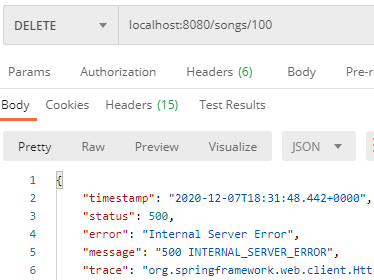 DELETE localhost:8080/songs/100
Params Authorization Headers (6) Body Pre-r
Body Cookies Headers (15) Test Results
Pretty Raw Preview Visualize JSON
1 {
2 "timestamp": "2020-12-07T18:31:48.442+0000",
3 "status": 500,
4 "error": "Internal Server Error",
5 "message": "500 INTERNAL_SERVER_ERROR",
6 "trace": "org.springframework.web.client.Htt